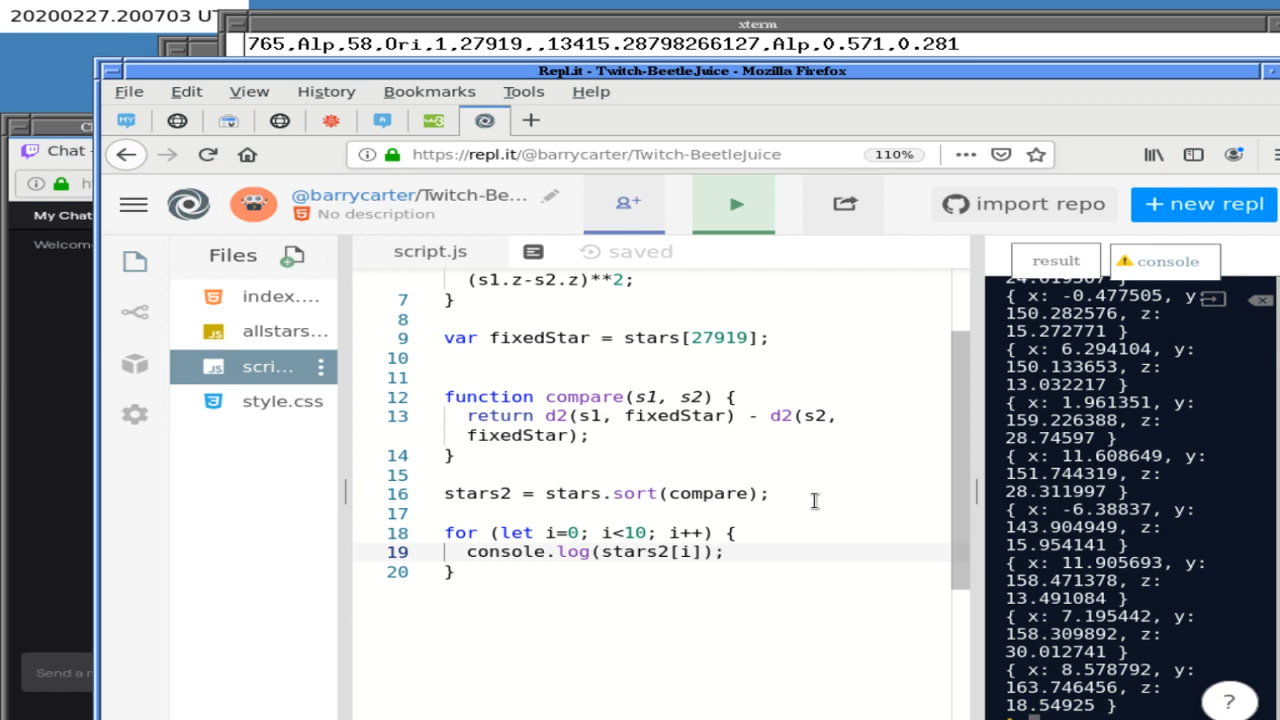 20200227.200703 U
xterm
765,Alp,58,Ori,1,27919,,13415.28798266127,Alp,0.571,0.281
Repl.it - Twitch-BeetleJuice - Mozilla Firefox
File Edit View History Bookmarks Tools Help
https://repl.it/@barrycarter/Twitch-BeetleJuice 110%
Chat
My Chat
Welcom
Send a
@barrycarter/Twitch-Be...
No description
import repo
+ new repl
Files
index....
allstars...
scri...
style.css
script.js
saved
(s1.z-s2.z)**2;
7 }
8
9 var fixedStar = stars[27919];
10
11
12 function compare(s1, s2) {
13 return d2(s1, fixedStar) - d2(s2,
fixedStar);
14 }
15
16 stars2 = stars.sort(compare);
17
18 for (let i=0; i<10; i++) {
19 console.log(stars2[i]);
20 }
result
console
{ x: -0.477505, y:
150.282576, z:
15.272771 }
{ x: 6.294104, y:
150.133653, z:
13.032217 }
{ x: 1.961351, y:
159.226388, z:
28.74597 }
{ x: 11.608649, y:
151.744319, z:
28.311997 }
{ x: -6.38837, y:
143.904949, z:
15.954141 }
{ x: 11.905693, y:
158.471378, z:
13.491084 }
{ x: 7.195442, y:
158.309892, z:
30.012741 }
{ x: 8.578792, y:
163.746456, z:
18.54925 }
?